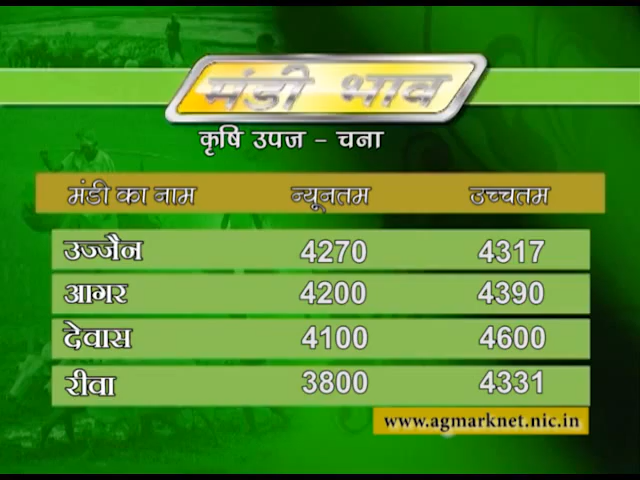 मंडी भाव
कृषि उपज - चना
मंडी का नाम न्यूनतम उच्चतम
उज्जैन 4270 4317
आगर 4200 4390
देवास 4100 4600
रीवा 3800 4331
www.agmarknet.nic.in